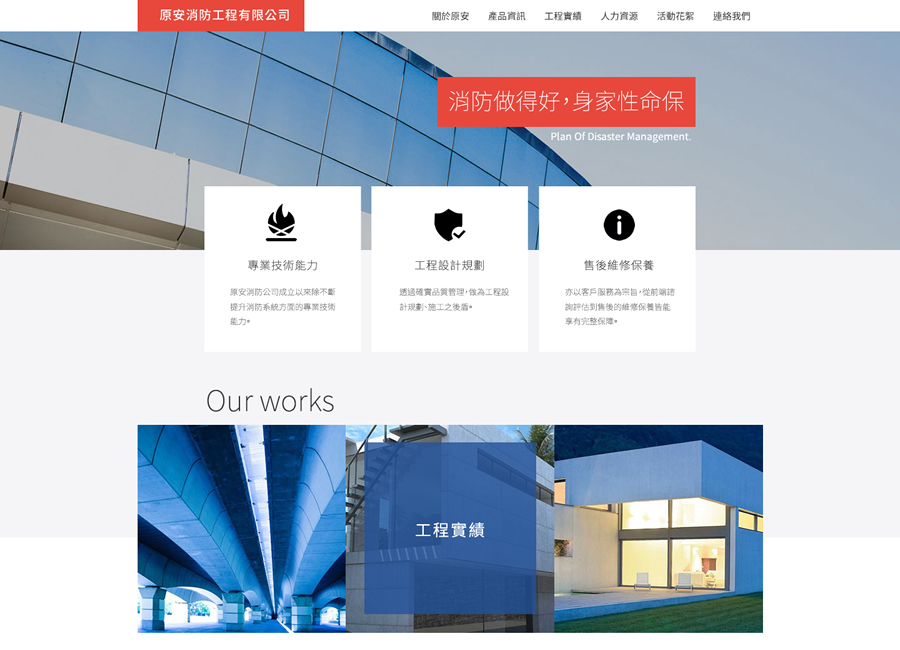 原安消防工程有限公司
關於原安 產品資訊 工程實績 人力資源 活動花絮 連絡我們
消防做得好，身家性命保
Plan Of Disaster Management.
專業技術能力
原安消防公司成立以來除不斷
提升消防系統方面的專業技術
能力。
工程設計規劃
透過確實品質管理，做為工程設
計規劃、施工之後盾。
售後維修保養
亦以客戶服務為宗旨，從前端諮
詢評估到售後的維修保養皆能
享有完整保障。
Our works
工程實績